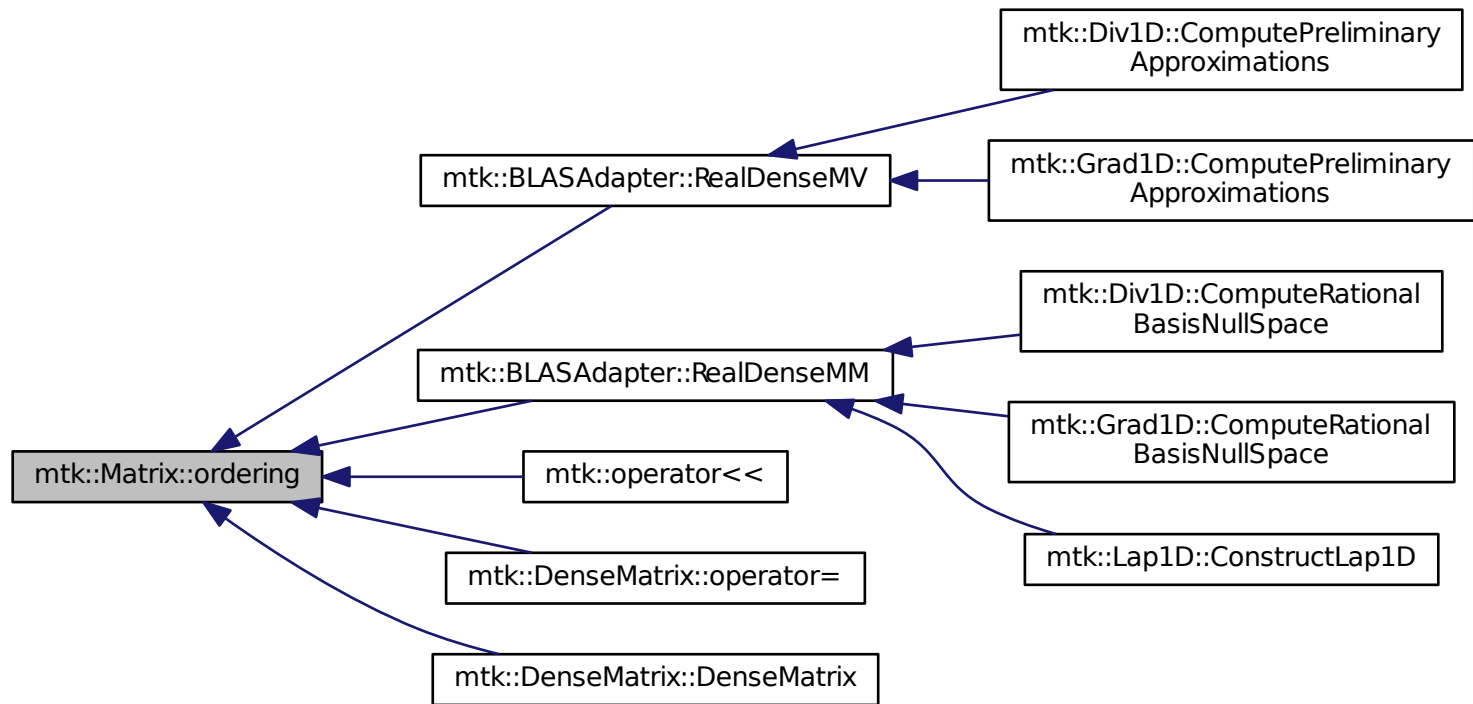 mtk::Div1D::ComputePreliminary
Approximations
mtk::BLASAdapter::RealDenseMV
mtk::Grad1D::ComputePreliminary
Approximations
mtk::Div1D::ComputeRational
BasisNullSpace
mtk::BLASAdapter::RealDenseMM
mtk::Grad1D::ComputeRational
BasisNullSpace
mtk::Matrix::ordering
mtk::operator<<
mtk::Lap1D::ConstructLap1D
mtk::DenseMatrix::operator=
mtk::DenseMatrix::DenseMatrix